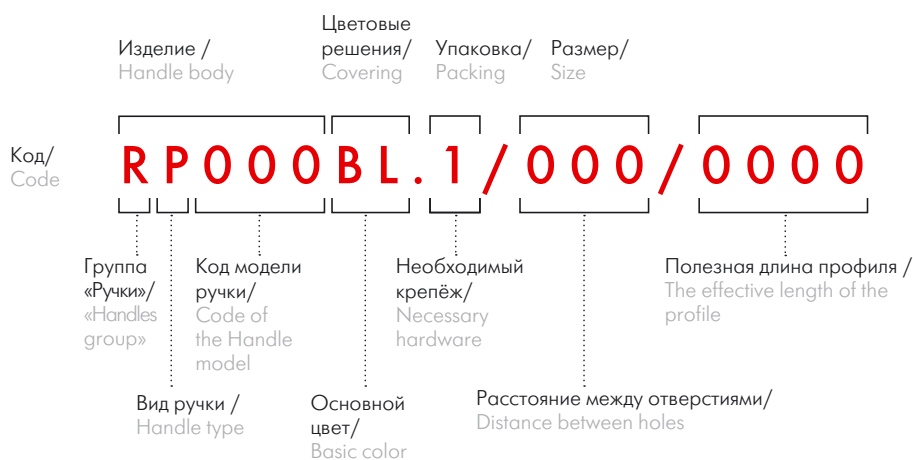 Изделие /
Handle body
Цветовые
решения/
Covering
Упаковка/
Packing
Размер/
Size
Код/
Code
RP000BL.1/000/0000
Группа
«Ручки»/
«Handles
group»
Код модели
ручки/
Code of
the Handle
model
Необходимый
крепёж/
Necessary
hardware
Полезная длина профиля /
The effective length of the
profile
Вид ручки /
Handle type
Основной
цвет/
Basic color
Расстояние между отверстиями/
Distance between holes